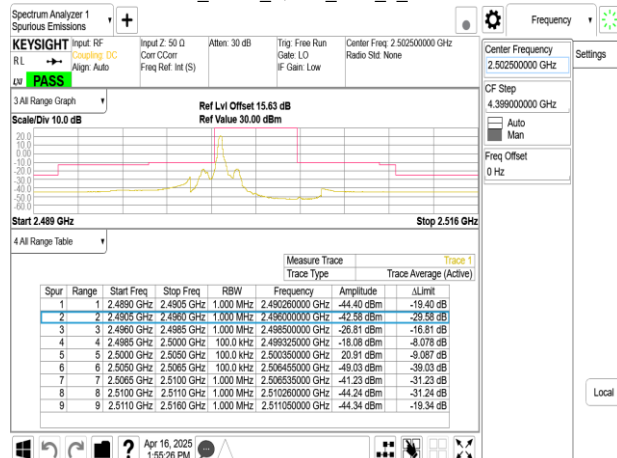 Spectrum Analyzer 1
Spurious Emissions
Frequency
KEYSIGHT
Input: RF
Input Z: 50 Ω
Atten: 30 dB
Trig: Free Run
Center Freq: 2.502500000 GHz
RL
Coupling: DC
Corr CCorr
Gate: LO
Radio Std: None
Align: Auto
Freq Ref: Int (S)
IF Gain: Low
LXI
PASS
Center Frequency
2.502500000 GHz
Settings
CF Step
4.399000000 GHz
Auto
Man
Freq Offset
0 Hz
3 All Range Graph
Ref Lvl Offset 15.63 dB
Scale/Div 10.0 dB
Ref Value 30.00 dBm
20.0
10.0
0.00
-10.0
-20.0
-30.0
-40.0
-50.0
-60.0
Start 2.489 GHz
Stop 2.516 GHz
4 All Range Table
Measure Trace Trace 1
Trace Type Trace Average (Active)
Spur Range Start Freq Stop Freq RBW Frequency Amplitude ΔLimit
1 1 2.4890 GHz 2.4905 GHz 1.000 MHz 2.490260000 GHz -44.40 dBm -19.40 dB
2 2 2.4905 GHz 2.4960 GHz 1.000 MHz 2.496000000 GHz -42.58 dBm -29.58 dB
3 3 2.4960 GHz 2.4985 GHz 1.000 MHz 2.498500000 GHz -26.81 dBm -16.81 dB
4 4 2.4985 GHz 2.5000 GHz 100.0 kHz 2.499325000 GHz -18.08 dBm -8.078 dB
5 5 2.5000 GHz 2.5050 GHz 100.0 kHz 2.500350000 GHz 20.91 dBm -9.087 dB
6 6 2.5050 GHz 2.5065 GHz 100.0 kHz 2.506455000 GHz -49.03 dBm -39.03 dB
7 7 2.5065 GHz 2.5100 GHz 1.000 MHz 2.506535000 GHz -41.23 dBm -31.23 dB
8 8 2.5100 GHz 2.5110 GHz 1.000 MHz 2.510260000 GHz -44.24 dBm -31.24 dB
9 9 2.5110 GHz 2.5160 GHz 1.000 MHz 2.511050000 GHz -44.34 dBm -19.34 dB
Local
?
Apr 16, 2025
1:55:26 PM